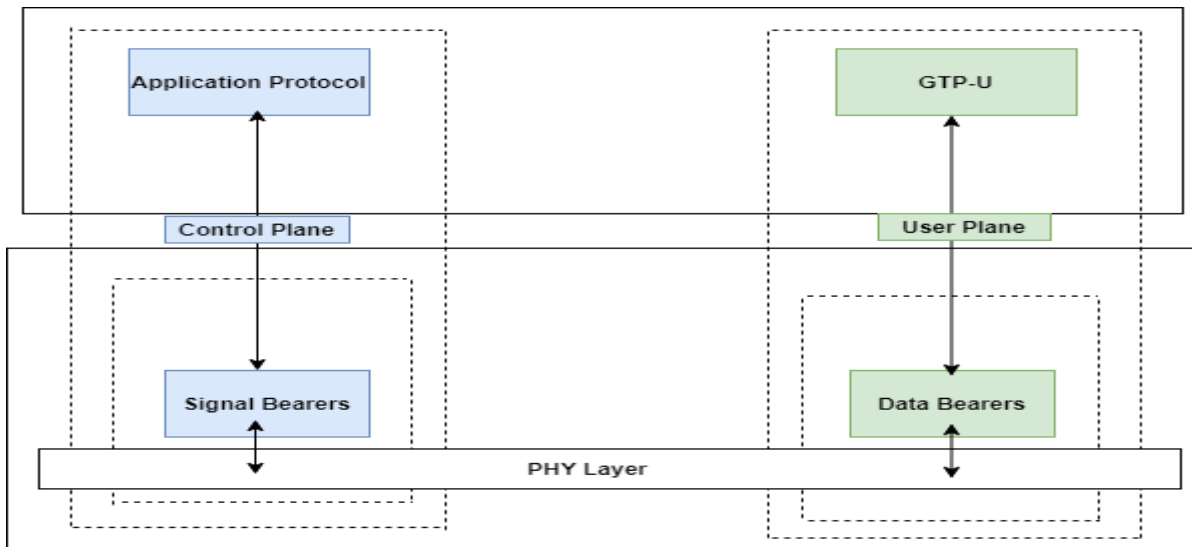 Application Protocol
GTP-U
Control Plane
User Plane
Signal Bearers
Data Bearers
PHY Layer